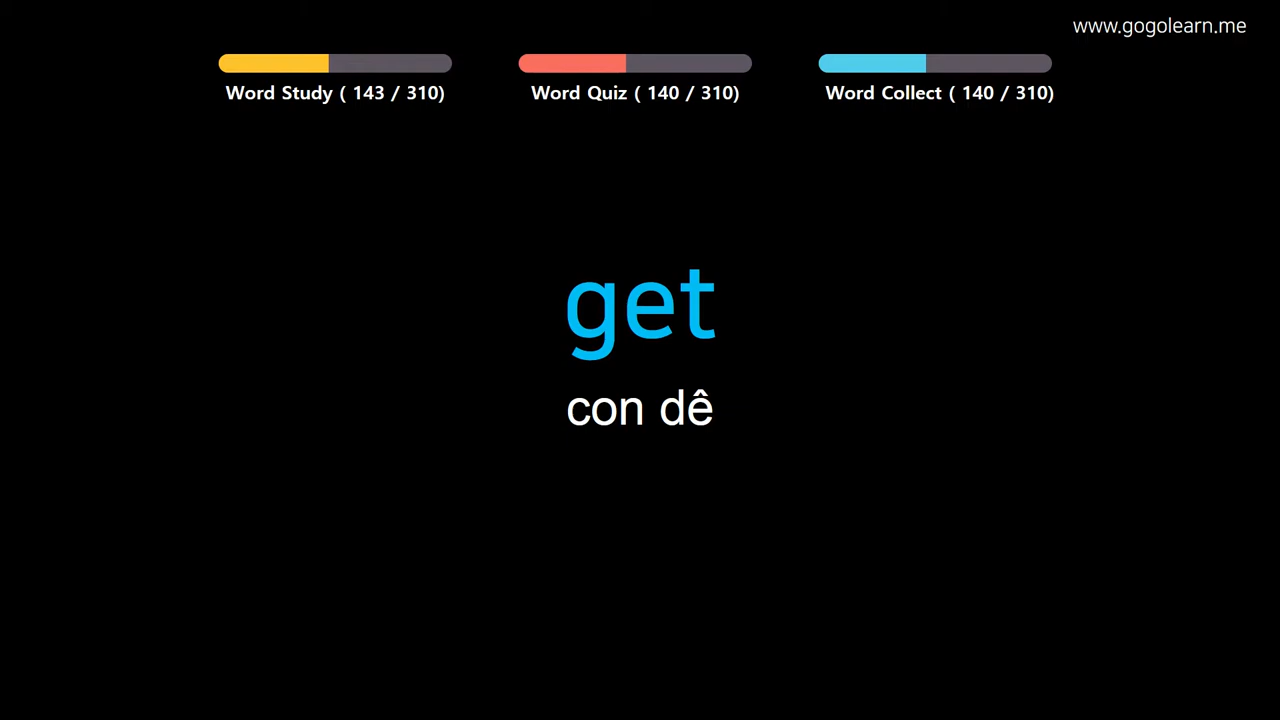 www.gogolearn.me
Word Study ( 143 / 310)
Word Quiz ( 140 / 310)
Word Collect ( 140 / 310)
get
con dê